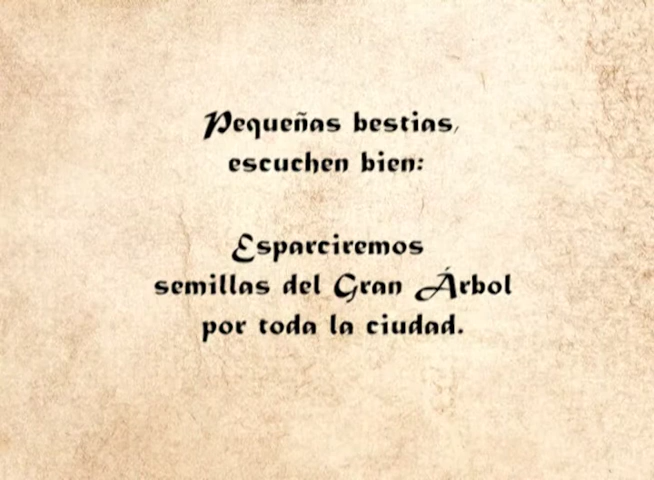 Pequeñas bestias,
escuchen bien:
Esparciremos
semillas del Gran Árbol
por toda la ciudad.